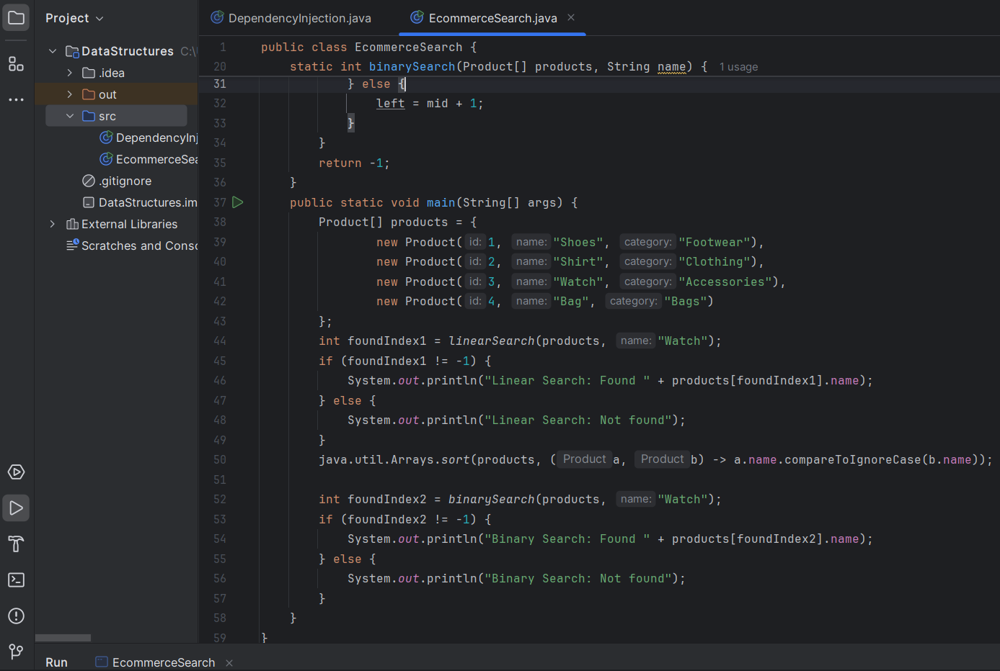 Project
DependencyInjection.java
EcommerceSearch.java
DataStructures C:\
.idea
out
src
DependencyInj
EcommerceSea
.gitignore
DataStructures.im
External Libraries
Scratches and Conso
1 public class EcommerceSearch {
20 static int binarySearch(Product[] products, String name) { 1 usage
31 } else {
32 left = mid + 1;
33 }
34 }
35 return -1;
36 }
37 public static void main(String[] args) {
38 Product[] products = {
39 new Product( id: 1, name: "Shoes", category: "Footwear"),
40 new Product( id: 2, name: "Shirt", category: "Clothing"),
41 new Product( id: 3, name: "Watch", category: "Accessories"),
42 new Product( id: 4, name: "Bag", category: "Bags")
43 };
44 int foundIndex1 = linearSearch(products, name: "Watch");
45 if (foundIndex1 != -1) {
46 System.out.println("Linear Search: Found " + products[foundIndex1].name);
47 } else {
48 System.out.println("Linear Search: Not found");
49 }
50 java.util.Arrays.sort(products, ( Product a, Product b) -> a.name.compareToIgnoreCase(b.name));
51
52 int foundIndex2 = binarySearch(products, name: "Watch");
53 if (foundIndex2 != -1) {
54 System.out.println("Binary Search: Found " + products[foundIndex2].name);
55 } else {
56 System.out.println("Binary Search: Not found");
57 }
58 }
59 }
Run
EcommerceSearch